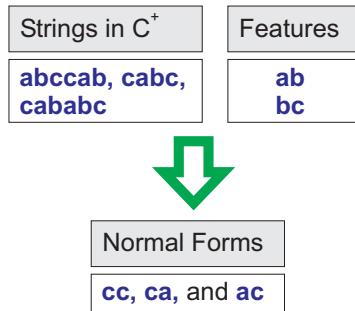 Strings in C+
abccab, cabc,
cababc
Features
ab
bc
Normal Forms
cc, ca, and ac